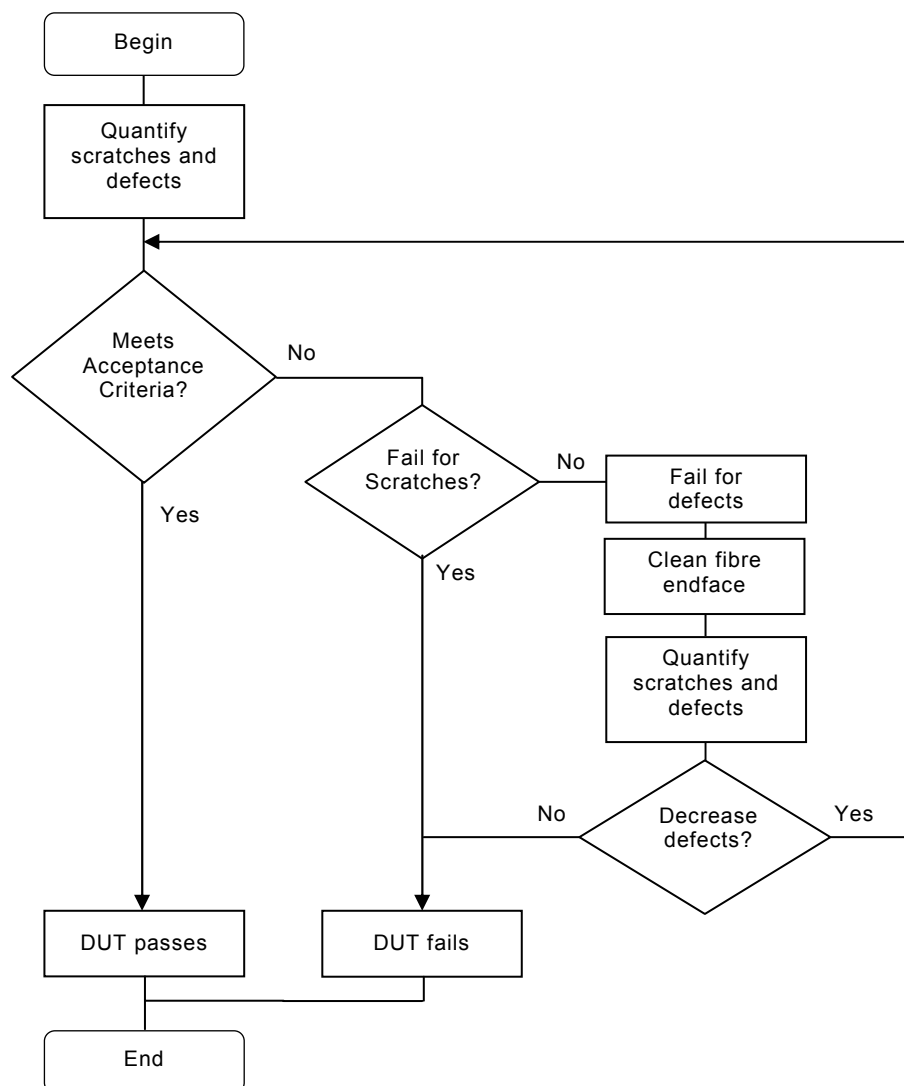 Begin
Quantify
scratches and
defects
Meets
Acceptance
Criteria?
No
Yes
Fail for
Scratches?
No
Yes
Fail for
defects
Clean fibre
endface
Quantify
scratches and
defects
Decrease
defects?
No
Yes
DUT passes
DUT fails
End